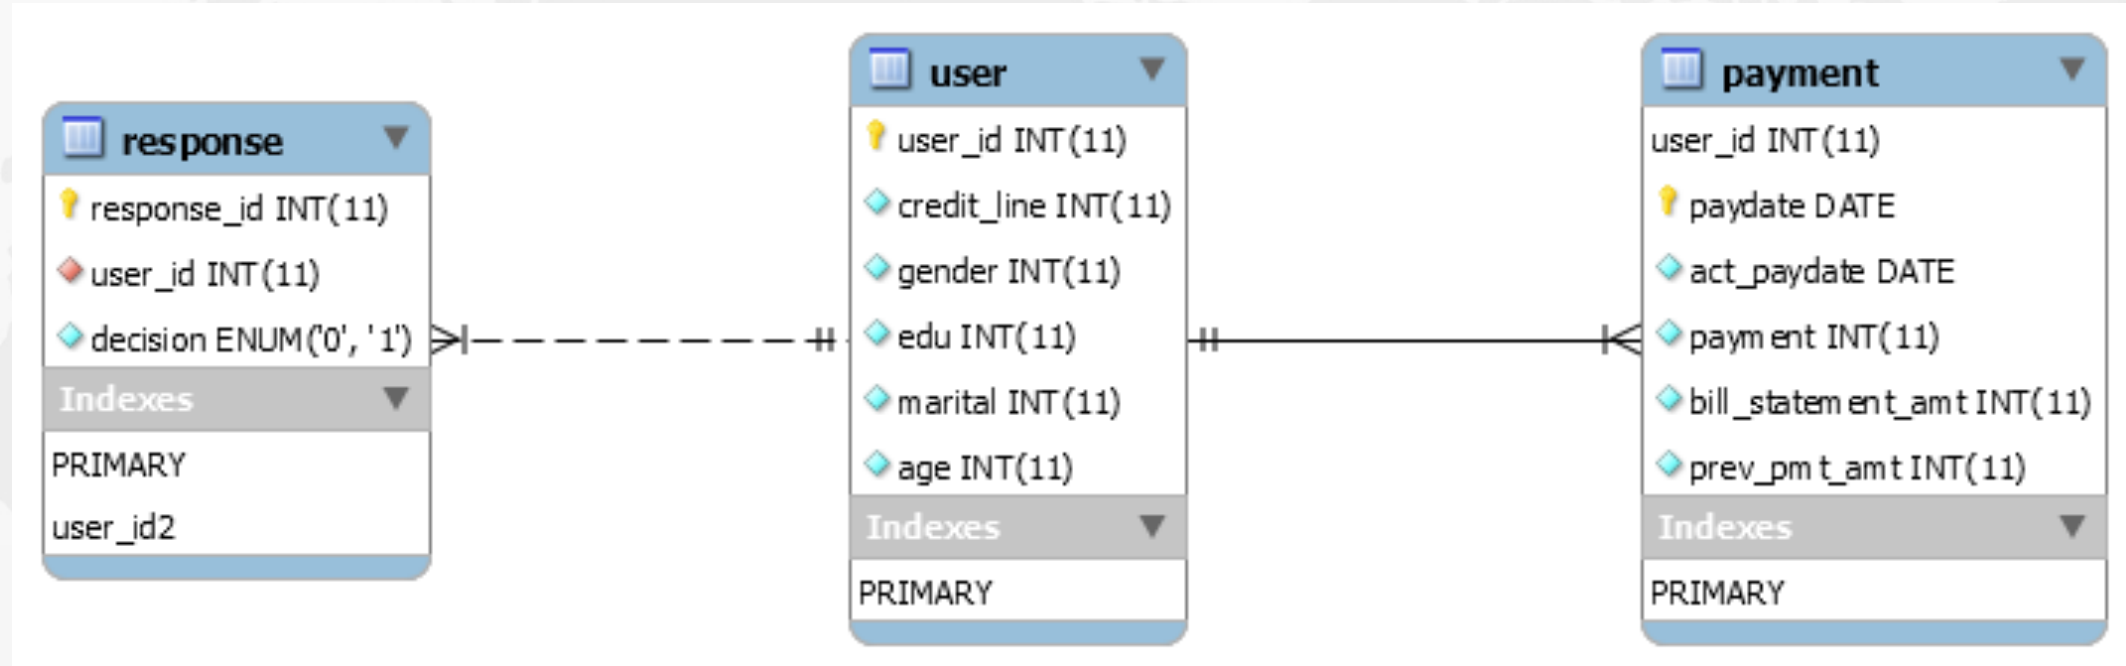 response
response_id INT(11)
user_id INT(11)
decision ENUM('0', '1')
Indexes
PRIMARY
user_id2
user
user_id INT(11)
credit_line INT(11)
gender INT(11)
edu INT(11)
marital INT(11)
age INT(11)
Indexes
PRIMARY
payment
user_id INT(11)
paydate DATE
act_paydate DATE
payment INT(11)
bill_statement_amt INT(11)
prev_pmt_amt INT(11)
Indexes
PRIMARY